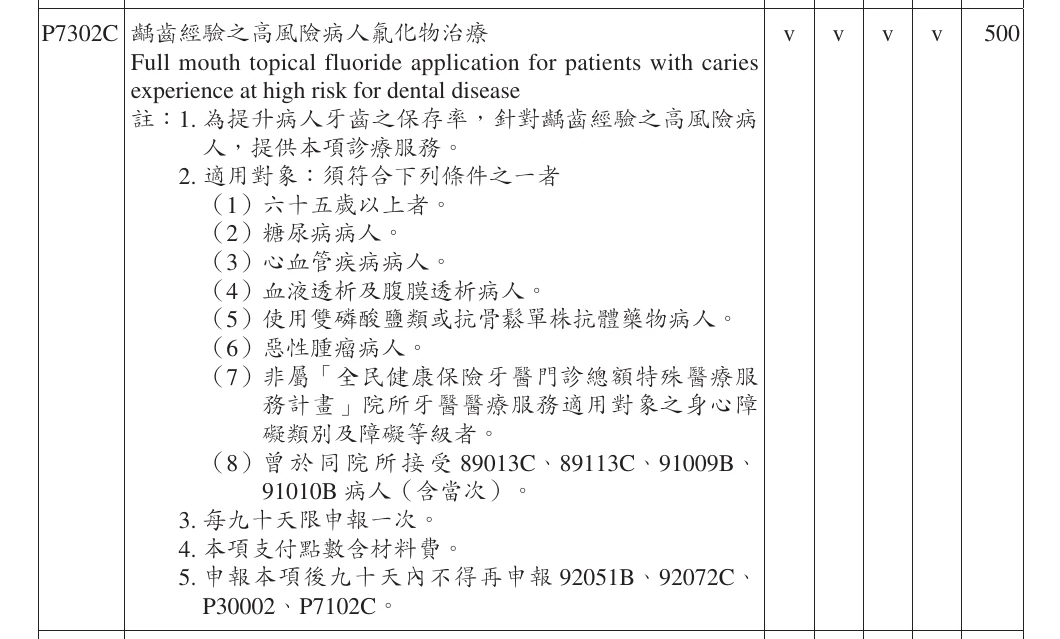 P7302C 齲齒經驗之高風險病人氟化物治療 v v v v 500
Full mouth topical fluoride application for patients with caries
experience at high risk for dental disease
註：1. 為提升病人牙齒之保存率，針對齲齒經驗之高風險病
人，提供本項診療服務。
2. 適用對象：須符合下列條件之一者
（1）六十五歲以上者。
（2）糖尿病病人。
（3）心血管疾病病人。
（4）血液透析及腹膜透析病人。
（5）使用雙磷酸鹽類或抗骨鬆單株抗體藥物病人。
（6）惡性腫瘤病人。
（7）非屬「全民健康保險牙醫門診總額特殊醫療服
務計畫」院所牙醫醫療服務適用對象之身心障
礙類別及障礙等級者。
（8）曾於同院所接受 89013C、89113C、91009B、
91010B 病人（含當次）。
3. 每九十天限申報一次。
4. 本項支付點數含材料費。
5. 申報本項後九十天內不得再申報 92051B、92072C、
P30002、P7102C。